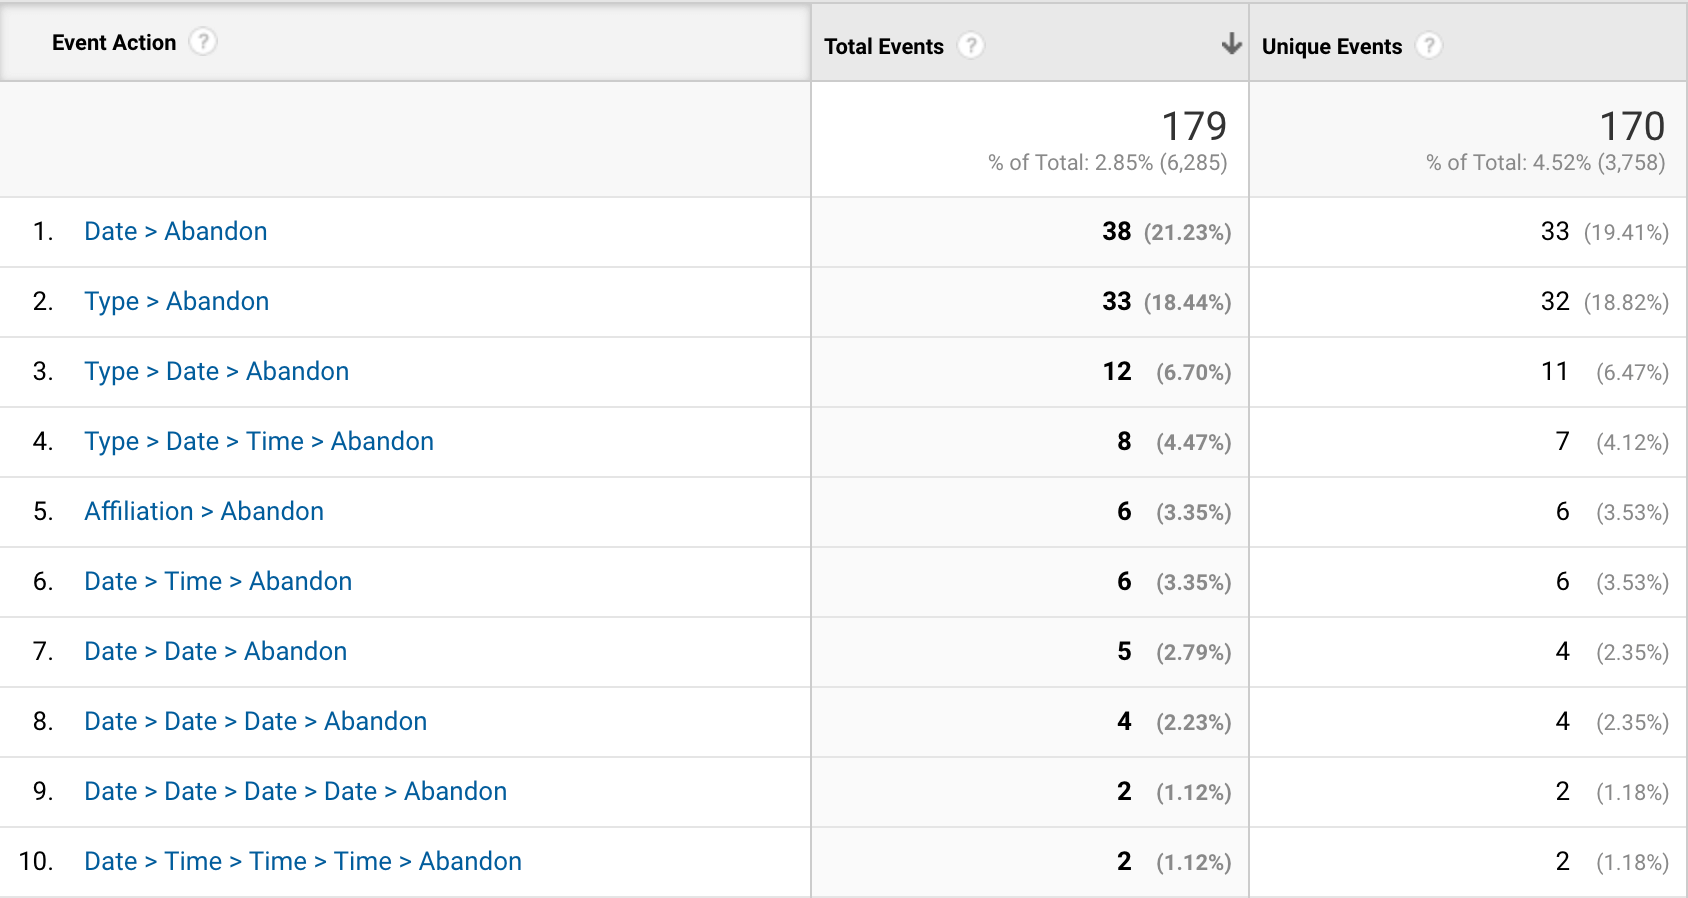 Event Action ? Total Events ? Unique Events ?
179 170
% of Total: 2.85% (6,285) % of Total: 4.52% (3,758)
1. Date > Abandon 38 (21.23%) 33 (19.41%)
2. Type > Abandon 33 (18.44%) 32 (18.82%)
3. Type > Date > Abandon 12 (6.70%) 11 (6.47%)
4. Type > Date > Time > Abandon 8 (4.47%) 7 (4.12%)
5. Affiliation > Abandon 6 (3.35%) 6 (3.53%)
6. Date > Time > Abandon 6 (3.35%) 6 (3.53%)
7. Date > Date > Abandon 5 (2.79%) 4 (2.35%)
8. Date > Date > Date > Abandon 4 (2.23%) 4 (2.35%)
9. Date > Date > Date > Date > Abandon 2 (1.12%) 2 (1.18%)
10. Date > Time > Time > Time > Abandon 2 (1.12%) 2 (1.18%)